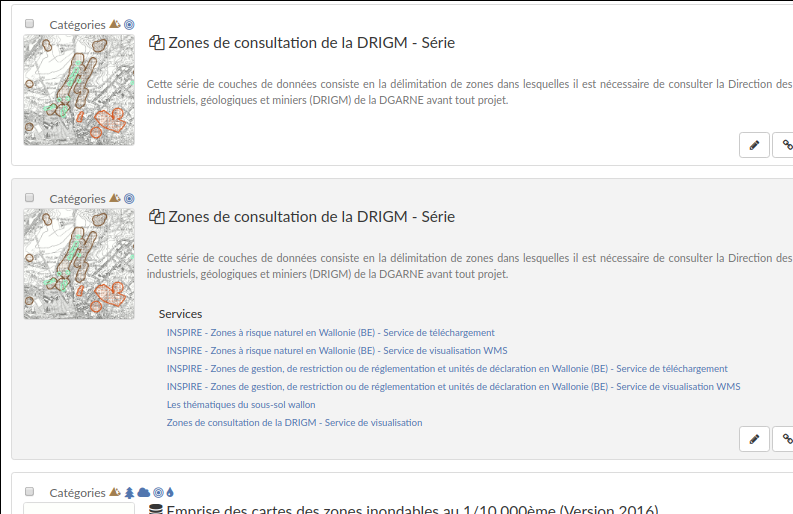 Catégories
Zones de consultation de la DRIGM - Série
Cette série de couches de données consiste en la délimitation de zones dans lesquelles il est nécessaire de consulter la Direction des
industriels, géologiques et miniers (DRIGM) de la DGARNE avant tout projet.
Catégories
Zones de consultation de la DRIGM - Série
Cette série de couches de données consiste en la délimitation de zones dans lesquelles il est nécessaire de consulter la Direction des
industriels, géologiques et miniers (DRIGM) de la DGARNE avant tout projet.
Services
INSPIRE - Zones à risque naturel en Wallonie (BE) - Service de téléchargement
INSPIRE - Zones à risque naturel en Wallonie (BE) - Service de visualisation WMS
INSPIRE - Zones de gestion, de restriction ou de réglementation et unités de déclaration en Wallonie (BE) - Service de téléchargement
INSPIRE - Zones de gestion, de restriction ou de réglementation et unités de déclaration en Wallonie (BE) - Service de visualisation WMS
Les thématiques du sous-sol wallon
Zones de consultation de la DRIGM - Service de visualisation
Catégories
Emprise des cartes des zones inondables au 1/10.000ème (Version 2016)